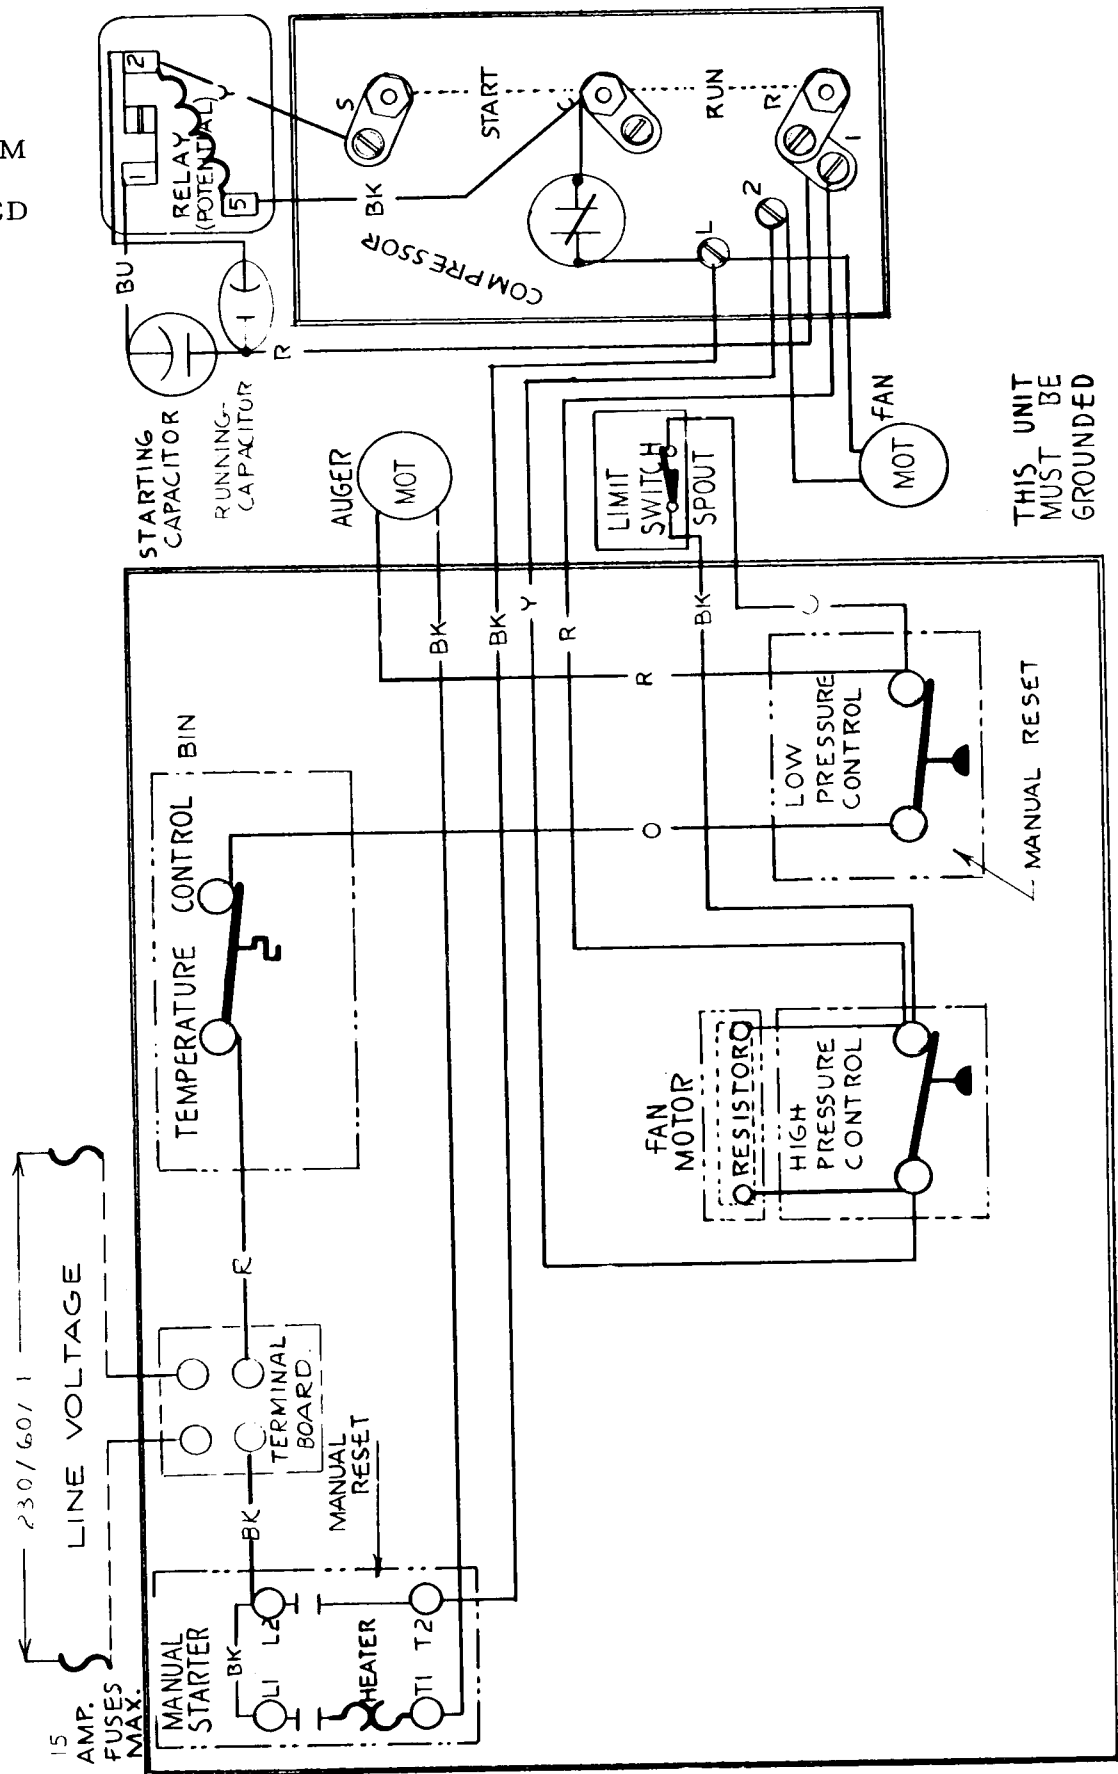 M
CD
230/60/1
LINE VOLTAGE
15
AMP.
FUSES
MAX.
MANUAL
STARTER
BK
L1
L2
HEATER
T1
T2
MANUAL
RESET
BK
TERMINAL
BOARD
R
TEMPERATURE CONTROL : BIN
FAN
MOTOR
RESISTOR
HIGH
PRESSURE
CONTROL
LOW
PRESSURE
CONTROL
MANUAL RESET
O
R
BK
BK
BK
Y
R
O
AUGER
MOT
LIMIT
SWITCH
SPOUT
FAN
MOT
THIS UNIT
MUST BE
GROUNDED
STARTING
CAPACITOR
RUNNING-
CAPACITOR
R
BU
RELAY
(POTENTIAL)
1
2
5
Y
BK
COMPRESSOR
S
START
C
RUN
R
1
2
L